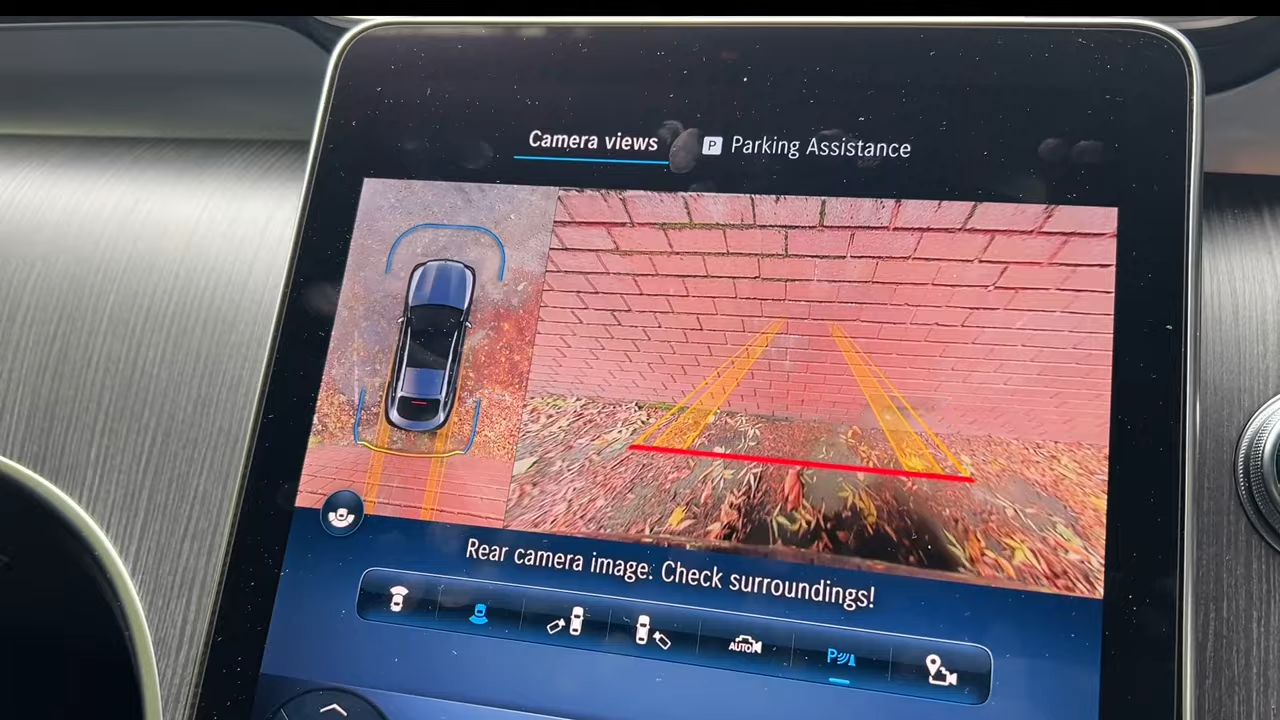 Camera views
P Parking Assistance
Rear camera image: Check surroundings!
AUTO
P